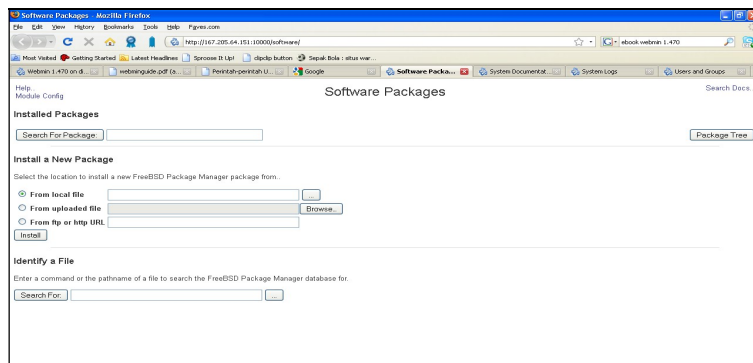 Software Packages - Mozilla Firefox
File Edit View History Bookmarks Tools Help Pgves.com
http://167.205.64.151:10000/software/
ebook webmin 1.470
Most Visited Getting Started Latest Headlines Sproose It Up! clipclip button Sepak Bola : situs war...
Webmin 1.470 on di... webminguide.pdf (a... Perintah-perintah U... Google Software Packa... System Documentat... System Logs Users and Groups
Help..
Module Config
Software Packages
Search Docs..
Installed Packages
Search For Package:
Package Tree
Install a New Package
Select the location to install a new FreeBSD Package Manager package from..
From local file ...
From uploaded file Browse...
From ftp or http URL
Install
Identify a File
Enter a command or the pathname of a file to search the FreeBSD Package Manager database for.
Search For: ...